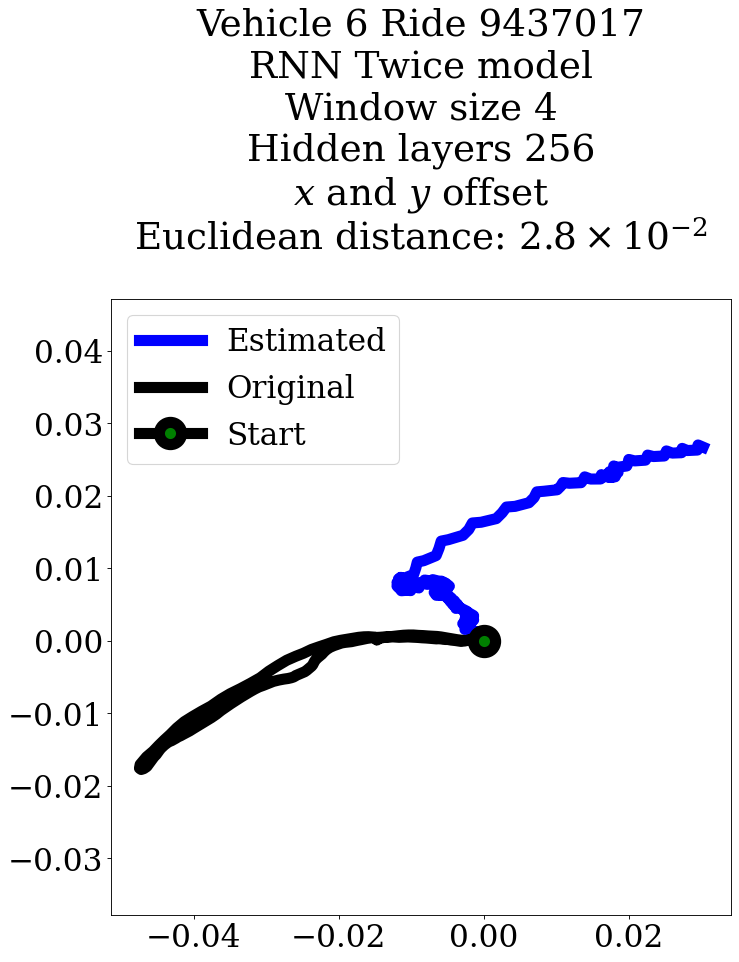 Vehicle 6 Ride 9437017
RNN Twice model
Window size 4
Hidden layers 256
x and y offset
Euclidean distance: 2.8 × 10⁻²
Estimated
Original
Start
0.04
0.03
0.02
0.01
0.00
−0.01
−0.02
−0.03
−0.04 −0.02 0.00 0.02